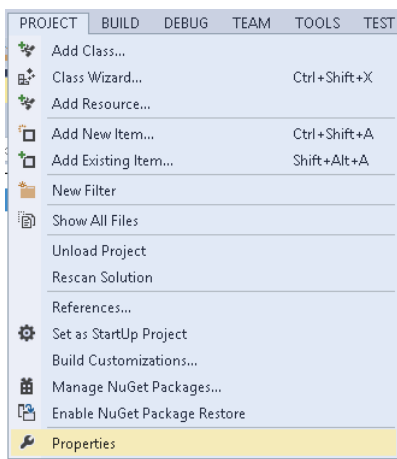 PROJECT BUILD DEBUG TEAM TOOLS TEST
Add Class...
Class Wizard... Ctrl+Shift+X
Add Resource...
Add New Item... Ctrl+Shift+A
Add Existing Item... Shift+Alt+A
New Filter
Show All Files
Unload Project
Rescan Solution
References...
Set as StartUp Project
Build Customizations...
Manage NuGet Packages...
Enable NuGet Package Restore
Properties